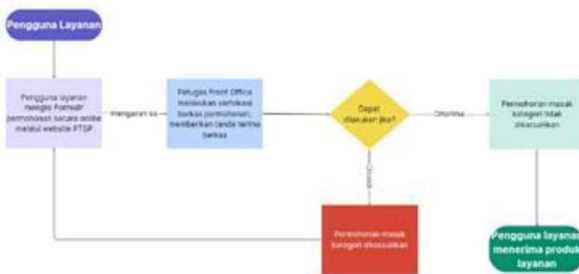 Pengguna Layanan
Pengguna layanan
mengisi Formulir
permohonan secara online
melalui website PTSP
Mengarah ke
Petugas Front Office
melakukan verifikasi
berkas permohonan,
memberikan tanda terima
berkas
Dapat
dilakukan jika?
Diterima
Permohonan masuk
kategori tidak
dikecualikan
Ditolak
Permohonan masuk
kategori dikecualikan
Pengguna layanan
menerima produk
layanan